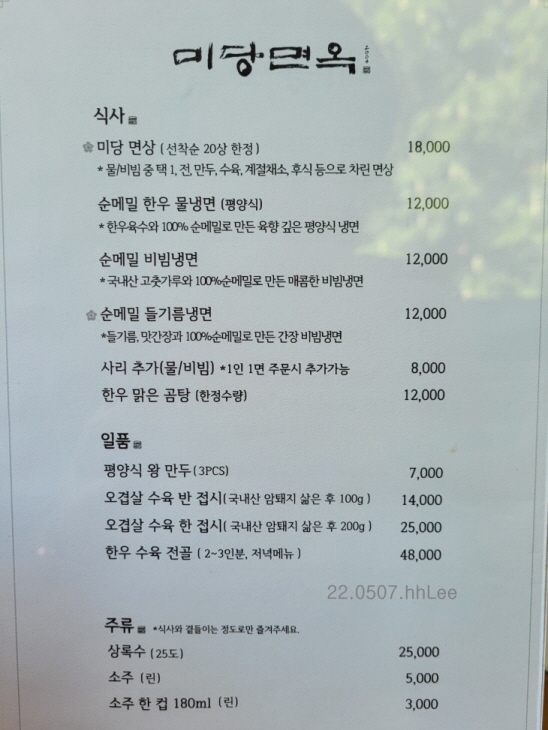 미당면옥
식사
미당 면상 (선착순 20상 한정) 18,000
* 물/비빔 중 택 1, 전, 만두, 수육, 계절채소, 후식 등으로 차린 면상
순메밀 한우 물냉면 (평양식) 12,000
* 한우육수와 100% 순메밀로 만든 육향 깊은 평양식 냉면
순메밀 비빔냉면 12,000
* 국내산 고춧가루와 100%순메밀로 만든 매콤한 비빔냉면
순메밀 들기름냉면 12,000
*들기름, 맛간장과 100%순메밀로 만든 간장 비빔냉면
사리 추가(물/비빔) *1인 1면 주문시 추가가능 8,000
한우 맑은 곰탕 (한정수량) 12,000
일품
평양식 왕 만두(3PCS) 7,000
오겹살 수육 반 접시(국내산 암퇘지 삶은 후 100g) 14,000
오겹살 수육 한 접시(국내산 암퇘지 삶은 후 200g) 25,000
한우 수육 전골 (2~3인분, 저녁메뉴) 48,000
22.0507.hhLee
주류 *식사와 곁들이는 정도로만 즐겨주세요.
상록수 (25도) 25,000
소주 (린) 5,000
소주 한 컵 180ml (린) 3,000